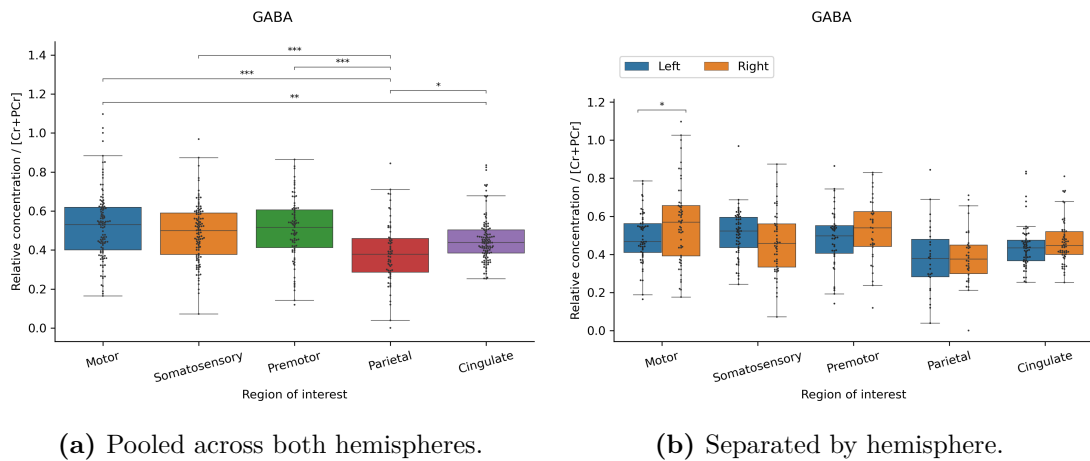 GABA
1.4
1.2
1.0
0.8
0.6
0.4
0.2
0.0
Relative concentration / [Cr+PCr]
***
***
***
*
**
Motor
Somatosensory
Premotor
Parietal
Cingulate
Region of interest
(a) Pooled across both hemispheres.
GABA
Left
Right
1.2
1.0
0.8
0.6
0.4
0.2
0.0
Relative concentration / [Cr+PCr]
*
Motor
Somatosensory
Premotor
Parietal
Cingulate
Region of interest
(b) Separated by hemisphere.